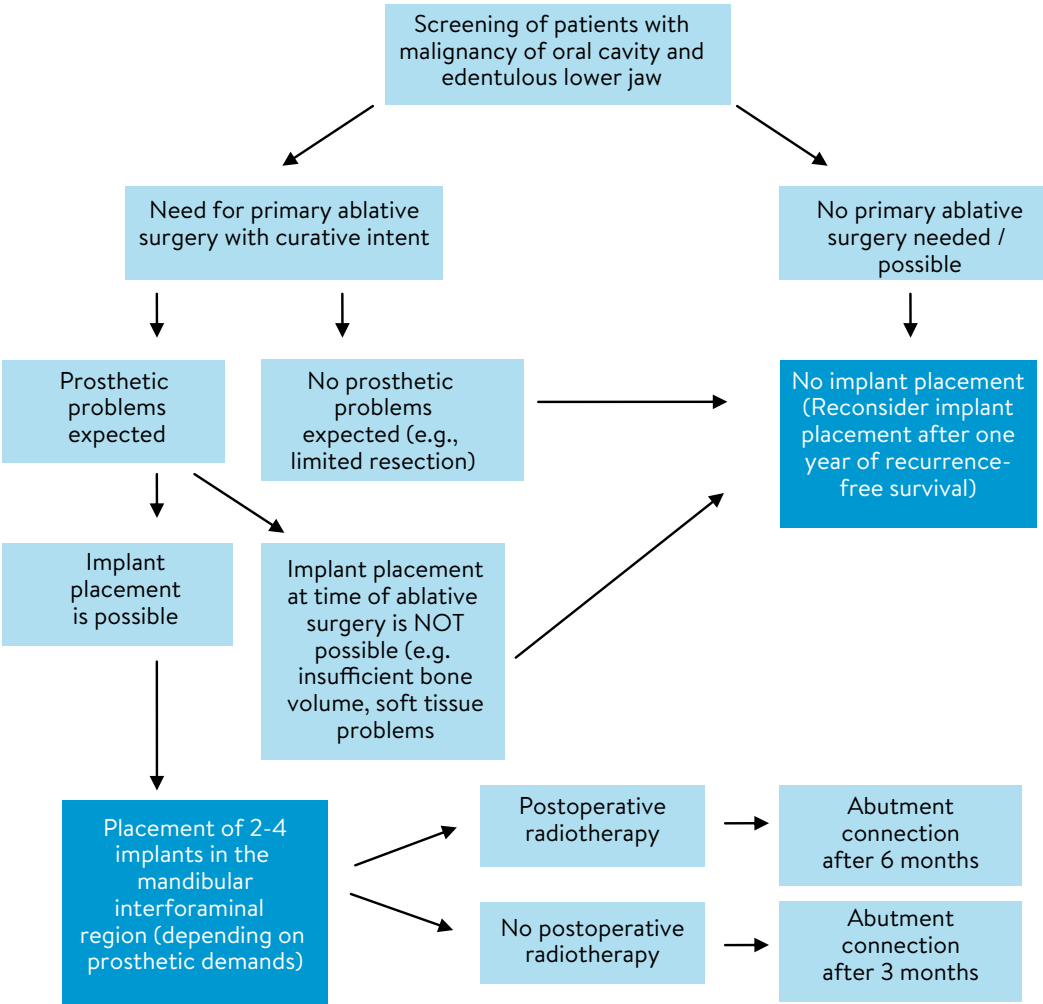 Screening of patients with
malignancy of oral cavity and
edentulous lower jaw
Need for primary ablative
surgery with curative intent
No primary ablative
surgery needed /
possible
Prosthetic
problems
expected
No prosthetic
problems
expected (e.g.,
limited resection)
No implant placement
(Reconsider implant
placement after one
year of recurrence-
free survival)
Implant
placement
is possible
Implant placement
at time of ablative
surgery is NOT
possible (e.g.
insufficient bone
volume, soft tissue
problems
Placement of 2-4
implants in the
mandibular
interforaminal
region (depending on
prosthetic demands)
Postoperative
radiotherapy
Abutment
connection
after 6 months
No postoperative
radiotherapy
Abutment
connection
after 3 months